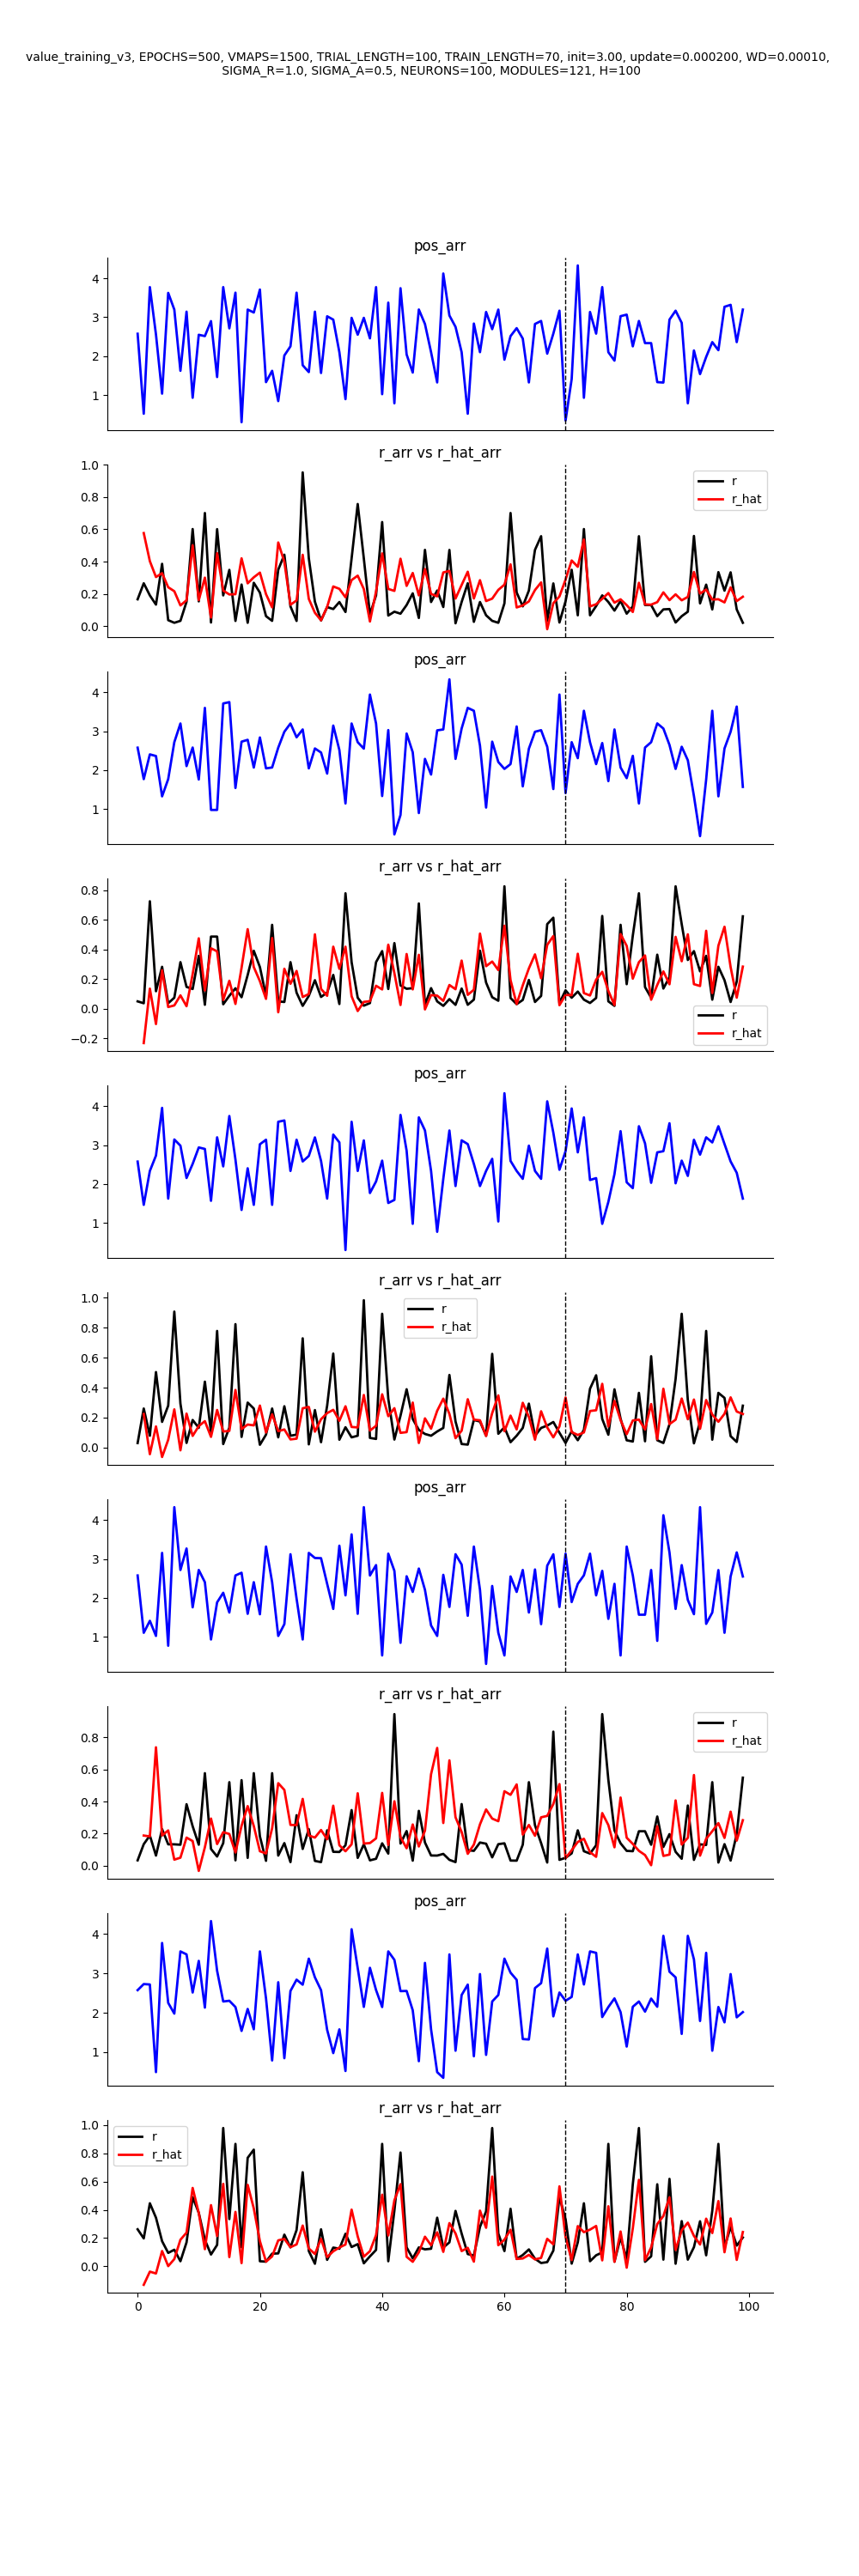 value_training_v3, EPOCHS=500, VMAPS=1500, TRIAL_LENGTH=100, TRAIN_LENGTH=70, init=3.00, update=0.000200, WD=0.00010,
SIGMA_R=1.0, SIGMA_A=0.5, NEURONS=100, MODULES=121, H=100
pos_arr
4
3
2
1
r_arr vs r_hat_arr
1.0
0.8
0.6
0.4
0.2
0.0
r
r_hat
pos_arr
4
3
2
1
r_arr vs r_hat_arr
0.8
0.6
0.4
0.2
0.0
−0.2
r
r_hat
pos_arr
4
3
2
1
r_arr vs r_hat_arr
1.0
0.8
0.6
0.4
0.2
0.0
r
r_hat
pos_arr
4
3
2
1
r_arr vs r_hat_arr
0.8
0.6
0.4
0.2
0.0
r
r_hat
pos_arr
4
3
2
1
r_arr vs r_hat_arr
1.0
0.8
0.6
0.4
0.2
0.0
r
r_hat
0 20 40 60 80 100